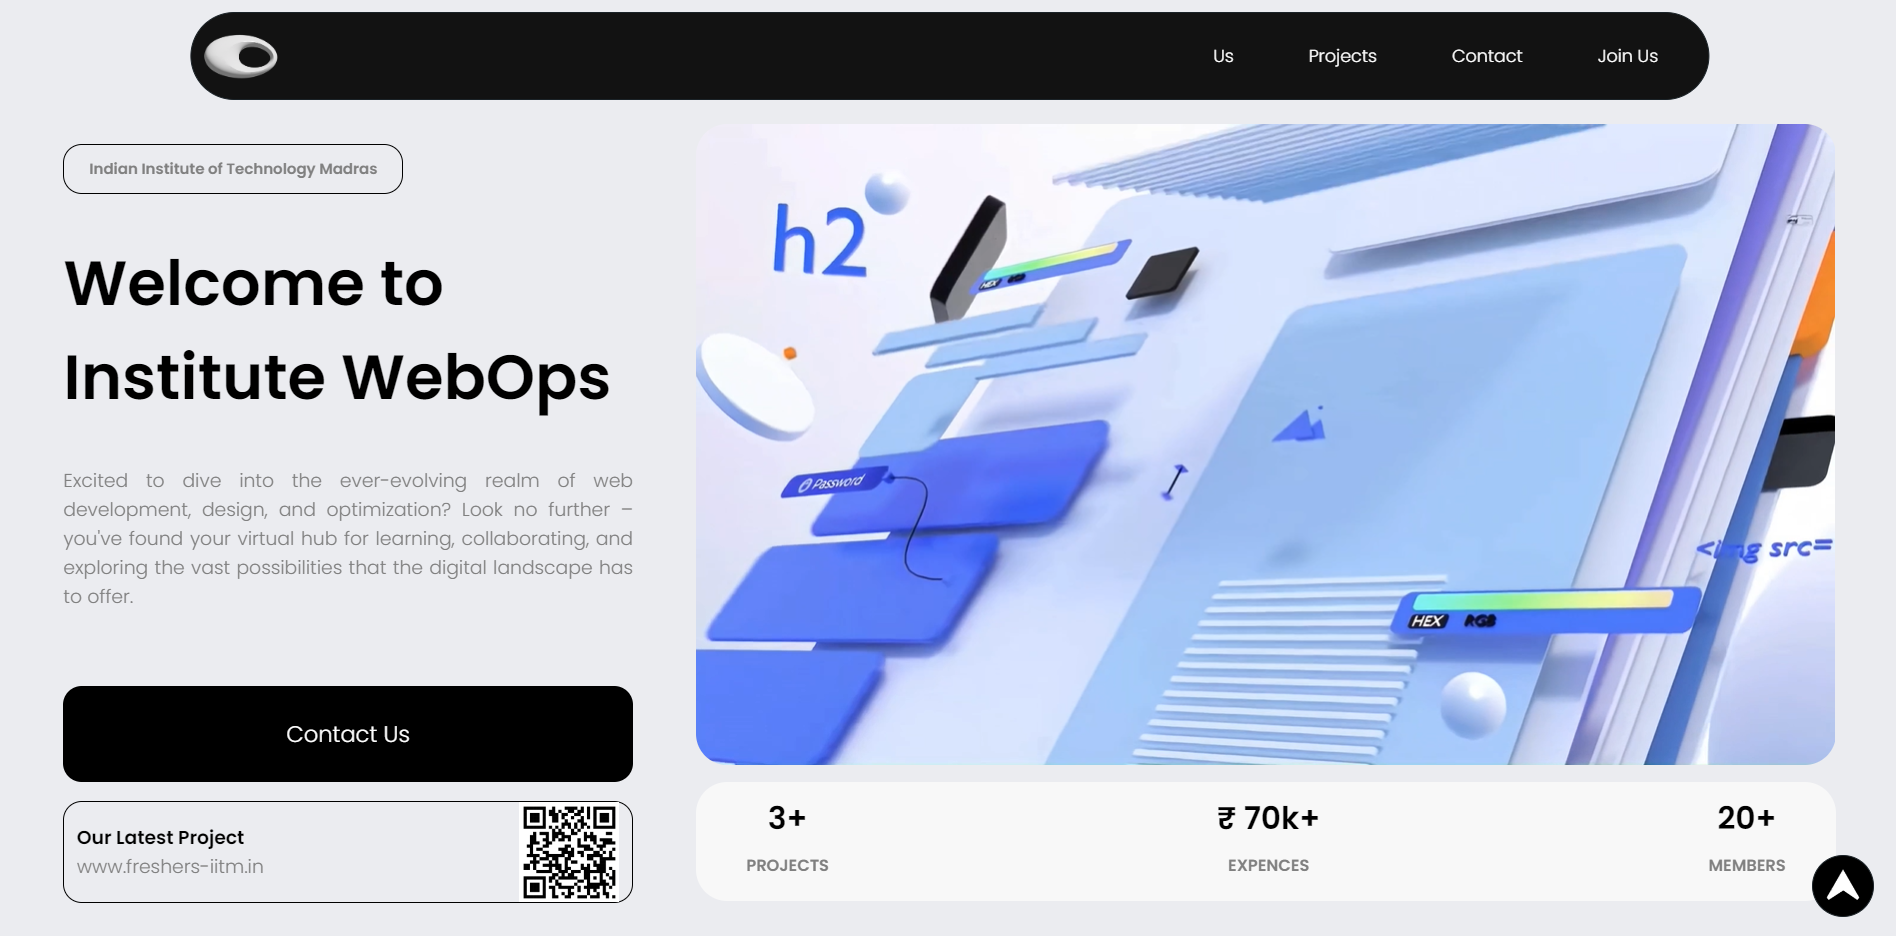 Us
Projects
Contact
Join Us
Indian Institute of Technology Madras
Welcome to
Institute WebOps
Excited to dive into the ever-evolving realm of web
development, design, and optimization? Look no further –
you've found your virtual hub for learning, collaborating, and
exploring the vast possibilities that the digital landscape has
to offer.
Contact Us
Our Latest Project
www.freshers-iitm.in
h2
HEX
Password
<img src=
HEX RGB
3+
PROJECTS
₹ 70k+
EXPENCES
20+
MEMBERS